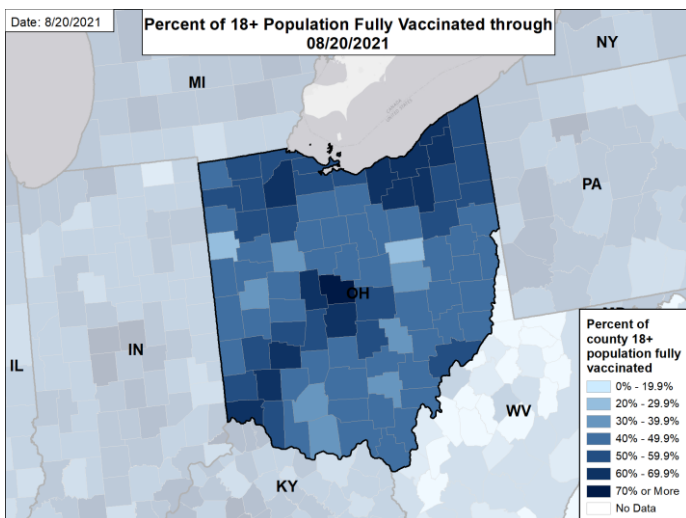 Date: 8/20/2021
Percent of 18+ Population Fully Vaccinated through
08/20/2021
NY
MI
PA
OH
IN
IL
WV
KY
Percent of
county 18+
population fully
vaccinated
0% - 19.9%
20% - 29.9%
30% - 39.9%
40% - 49.9%
50% - 59.9%
60% - 69.9%
70% or More
No Data